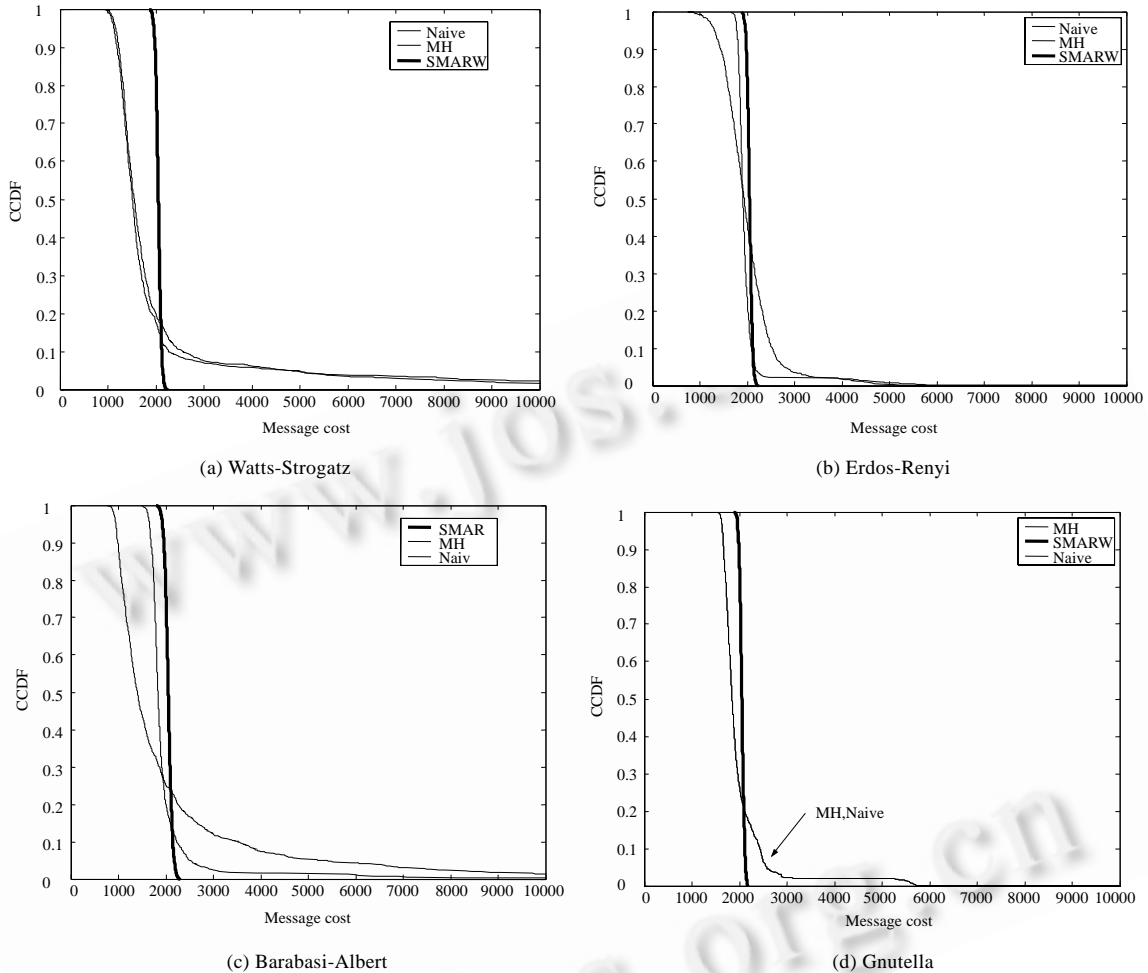 1
0.9
0.8
0.7
0.6
0.5
0.4
0.3
0.2
0.1
0
CCDF
Naive
MH
SMARW
0 1000 2000 3000 4000 5000 6000 7000 8000 9000 10000
Message cost
(a) Watts-Strogatz
1
0.9
0.8
0.7
0.6
0.5
0.4
0.3
0.2
0.1
0
CCDF
Naive
MH
SMARW
0 1000 2000 3000 4000 5000 6000 7000 8000 9000 10000
Message cost
(b) Erdos-Renyi
1
0.9
0.8
0.7
0.6
0.5
0.4
0.3
0.2
0.1
0
CCDF
SMAR
MH
Naiv
0 1000 2000 3000 4000 5000 6000 7000 8000 9000 10000
Message cost
(c) Barabasi-Albert
1
0.9
0.8
0.7
0.6
0.5
0.4
0.3
0.2
0.1
0
CCDF
MH
SMARW
Naive
MH,Naive
0 1000 2000 3000 4000 5000 6000 7000 8000 9000 10000
Message cost
(d) Gnutella
www.jos.
org.cn